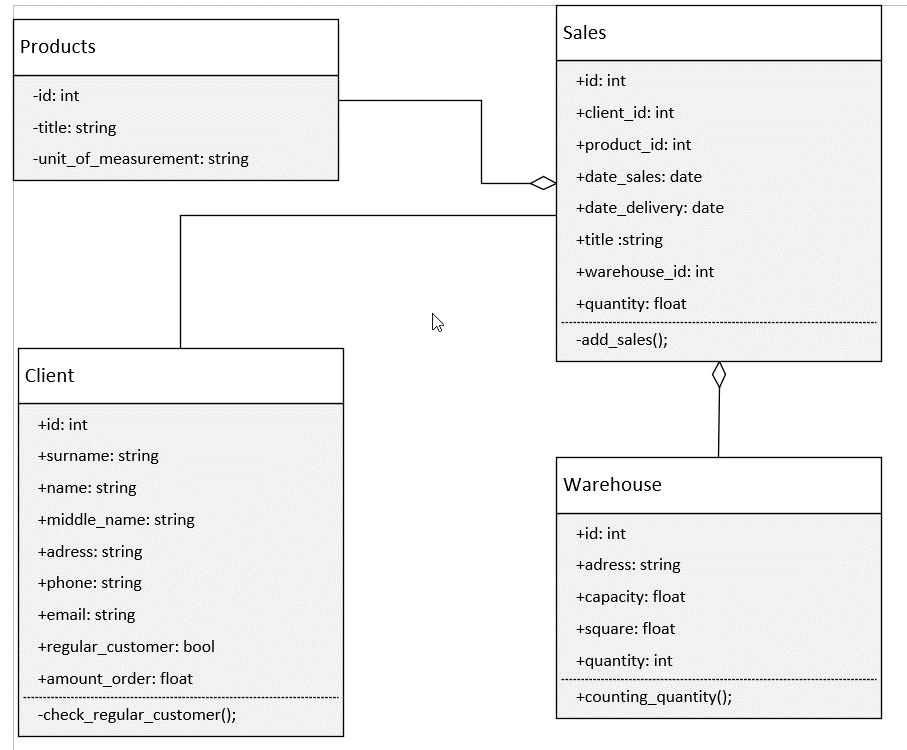 Products
-id: int
-title: string
-unit_of_measurement: string
Sales
+id: int
+client_id: int
+product_id: int
+date_sales: date
+date_delivery: date
+title :string
+warehouse_id: int
+quantity: float
-add_sales();
Client
+id: int
+surname: string
+name: string
+middle_name: string
+adress: string
+phone: string
+email: string
+regular_customer: bool
+amount_order: float
-check_regular_customer();
Warehouse
+id: int
+adress: string
+capacity: float
+square: float
+quantity: int
+counting_quantity();